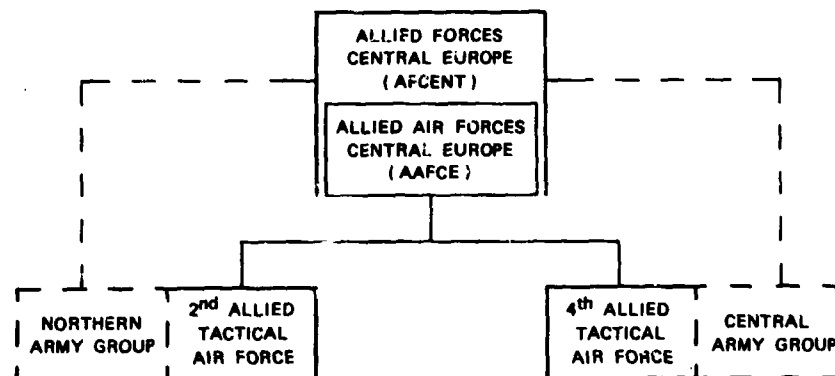 ALLIED FORCES
CENTRAL EUROPE
(AFCENT)
ALLIED AIR FORCES
CENTRAL EUROPE
(AAFCE)
NORTHERN
ARMY GROUP
2nd ALLIED
TACTICAL
AIR FORCE
4th ALLIED
TACTICAL
AIR FORCE
CENTRAL
ARMY GROUP